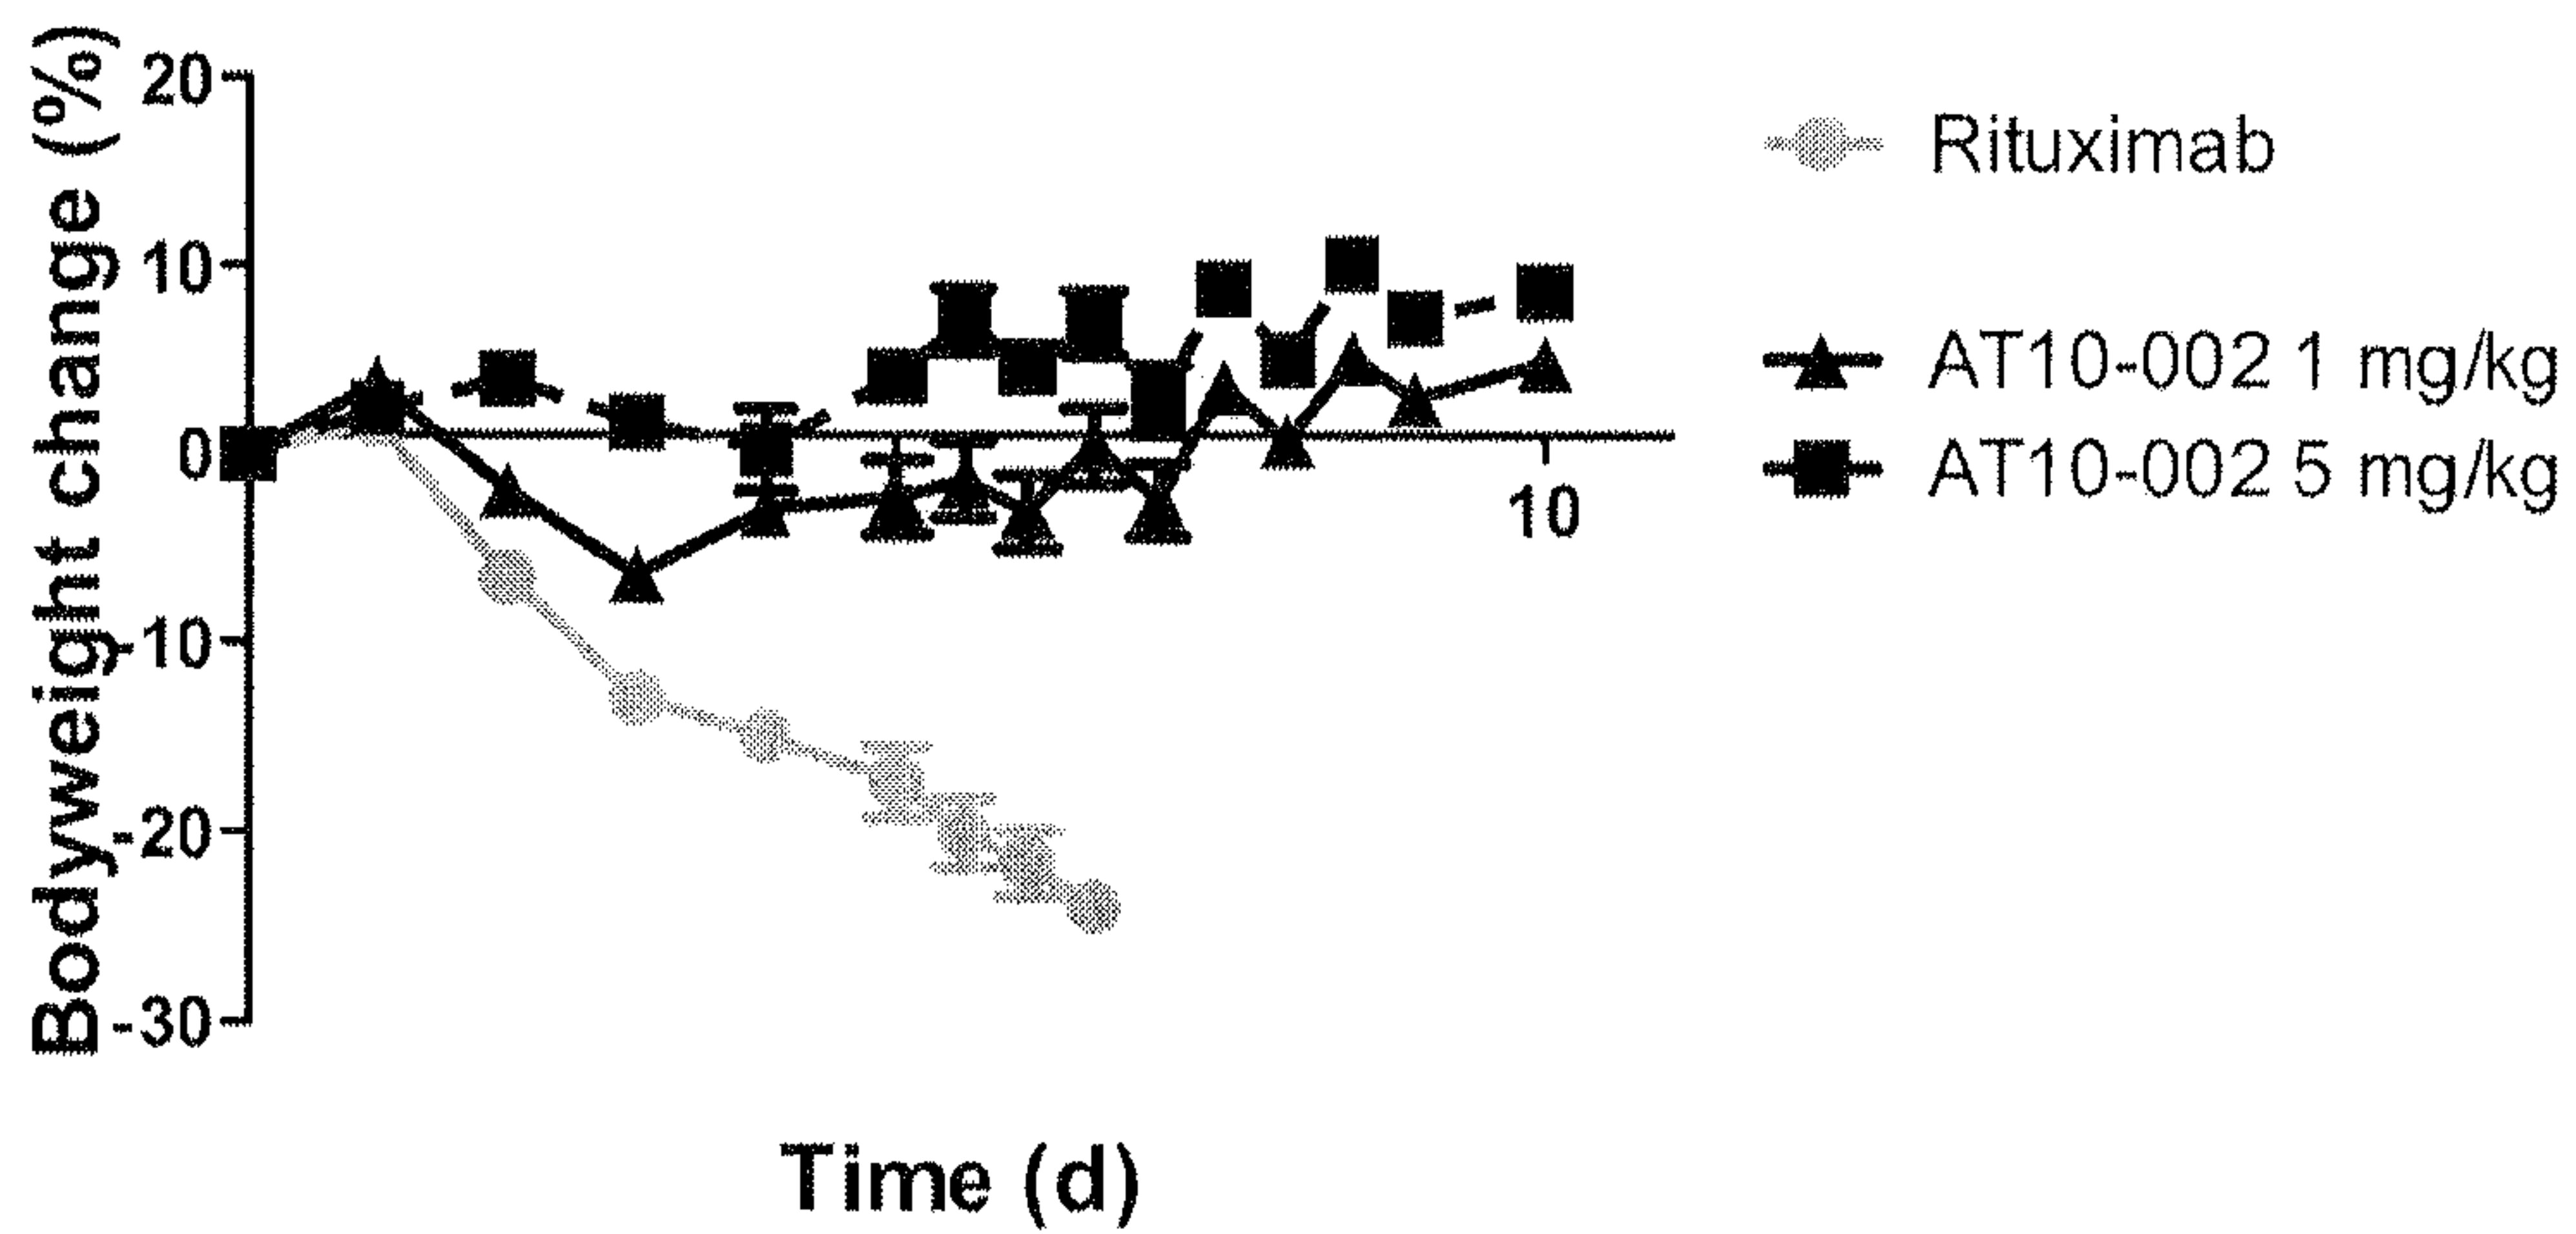 Bodyweight change (%)
20
10
0
-10
-20
-30
10
Time (d)
Rituximab
AT10-002 1 mg/kg
AT10-002 5 mg/kg